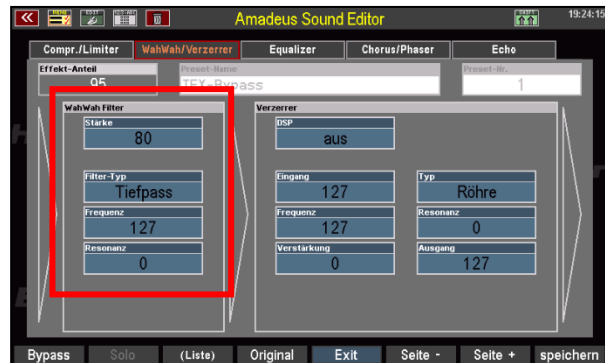 Amadeus Sound Editor
19:24:15
Compr./Limiter WahWah/Verzerrer Equalizer Chorus/Phaser Echo
Effekt-Anteil Preset-Name Preset-Nr.
95 TFX-Bypass 1
WahWah Filter Verzerrer
Stärke DSP
80 aus
Filter-Typ Eingang Typ
Tiefpass 127 Röhre
Frequenz Frequenz Resonanz
127 127 0
Resonanz Verstärkung Ausgang
0 0 127
Bypass Solo (Liste) Original Exit Seite - Seite + speichern